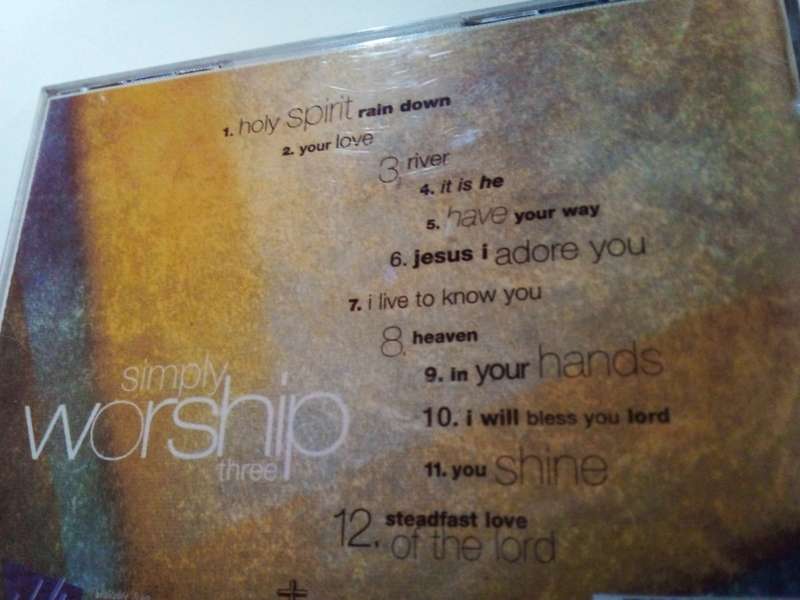 1. holy spirit rain down
2. your love
3. river
4. it is he
5. have your way
6. jesus i adore you
7. i live to know you
8. heaven
9. in your hands
10. i will bless you lord
11. you shine
12. steadfast love
of the lord
simply
worship
three